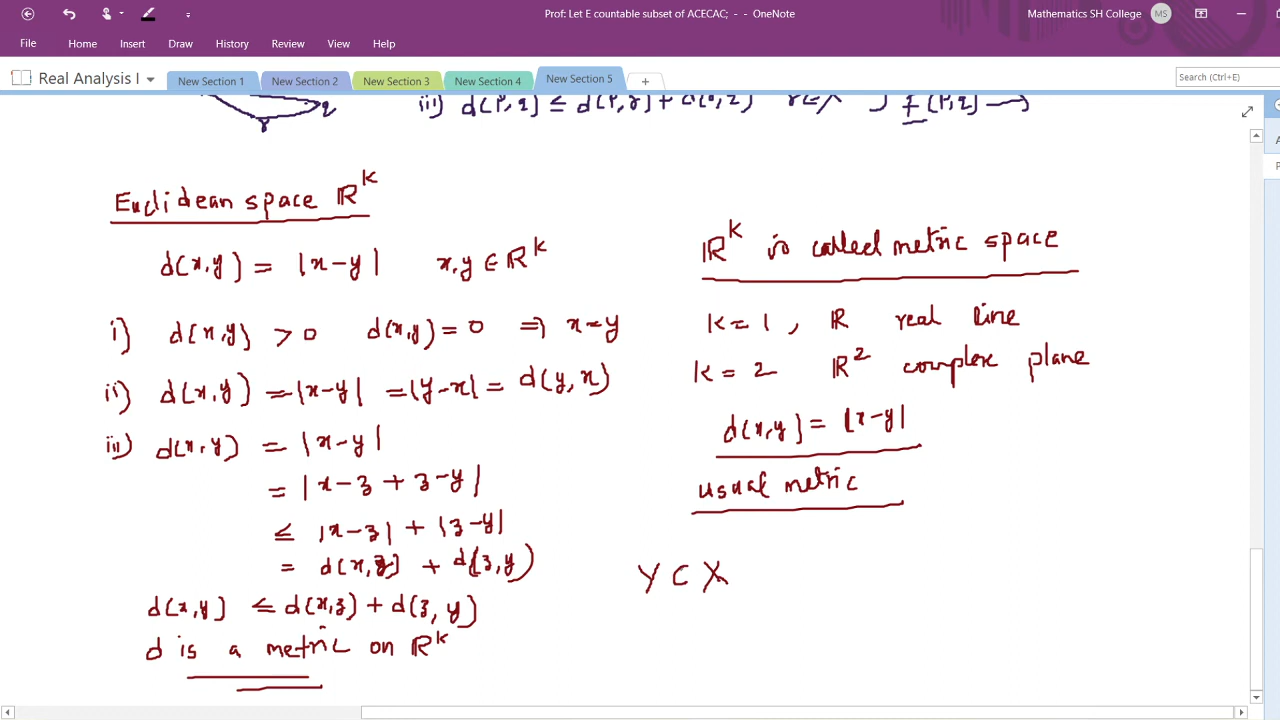 Prof: Let E countable subset of ACECAC; - - OneNote
Mathematics SH College MS
File Home Insert Draw History Review View Help
Real Analysis I New Section 1 New Section 2 New Section 3 New Section 4 New Section 5 + Search (Ctrl+E)
Euclidean space ℝ^k
d(x,y) = |x-y| x,y ∈ ℝ^k
i) d(x,y) > 0 d(x,y) = 0 ⇒ x=y
ii) d(x,y) = |x-y| = |y-x| = d(y,x)
iii) d(x,y) = |x-y|
= |x-z + z-y|
≤ |x-z| + |z-y|
= d(x,z) + d(z,y)
d(x,y) ≤ d(x,z) + d(z,y)
d is a metric on ℝ^k
ℝ^k is called metric space
k=1, ℝ real line
k=2 ℝ² complex plane
d(x,y) = |x-y|
usual metric
Y ⊂ X